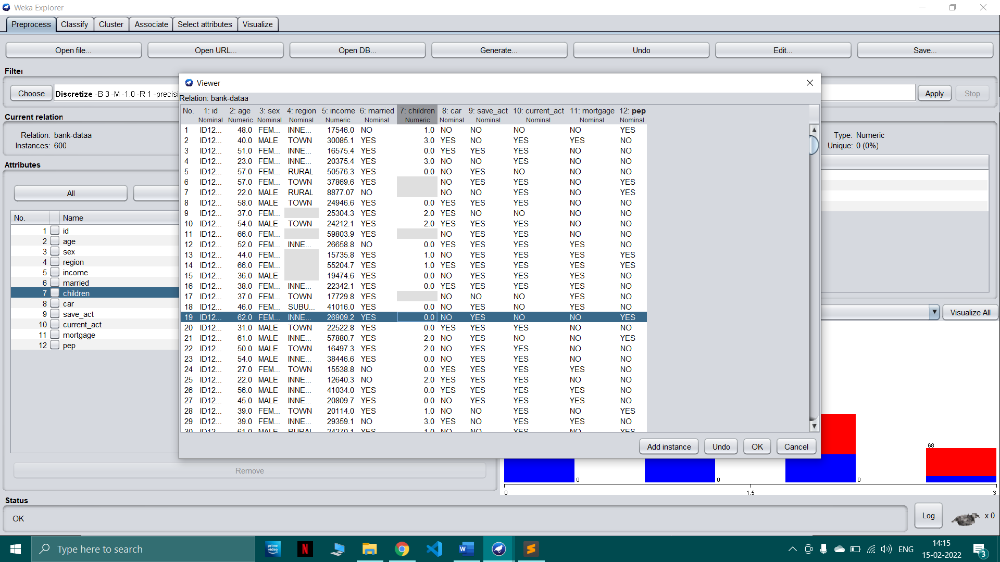 Weka Explorer
Preprocess Classify Cluster Associate Select attributes Visualize
Open file... Open URL... Open DB... Generate... Undo Edit... Save...
Filter
Choose Discretize -B 3 -M -1.0 -R 1 -precisi Apply Stop
Current relation
Relation: bank-dataa
Instances: 600
Type: Numeric
Unique: 0 (0%)
Attributes
All
No. Name
1 id
2 age
3 sex
4 region
5 income
6 married
7 children
8 car
9 save_act
10 current_act
11 mortgage
12 pep
Remove
Viewer
Relation: bank-dataa
No. 1: id 2: age 3: sex 4: region 5: income 6: married 7: children 8: car 9: save_act 10: current_act 11: mortgage 12: pep
Nominal Numeric Nominal Nominal Numeric Nominal Numeric Nominal Nominal Nominal Nominal Nominal
1 ID12... 48.0 FEM... INNE... 17546.0 NO 1.0 NO NO NO NO YES
2 ID12... 40.0 MALE TOWN 30085.1 YES 3.0 YES NO YES YES NO
3 ID12... 51.0 FEM... INNE... 16575.4 YES 0.0 YES YES YES NO NO
4 ID12... 23.0 FEM... INNE... 20375.4 YES 3.0 NO NO YES NO NO
5 ID12... 57.0 FEM... RURAL 50576.3 YES 0.0 NO YES NO NO NO
6 ID12... 57.0 FEM... TOWN 37869.6 YES NO YES YES NO YES
7 ID12... 22.0 MALE RURAL 8877.07 NO NO NO YES NO YES
8 ID12... 58.0 MALE TOWN 24946.6 YES 0.0 YES YES YES NO NO
9 ID12... 37.0 FEM... 25304.3 YES 2.0 YES NO NO NO NO
10 ID12... 54.0 MALE TOWN 24212.1 YES 2.0 YES YES YES NO NO
11 ID12... 66.0 FEM... 59803.9 YES NO YES YES NO NO
12 ID12... 52.0 FEM... INNE... 26658.8 NO 0.0 YES YES YES YES NO
13 ID12... 44.0 FEM... 15735.8 YES 1.0 NO YES YES YES YES
14 ID12... 66.0 FEM... 55204.7 YES 1.0 YES YES YES YES YES
15 ID12... 36.0 MALE 19474.6 YES 0.0 NO YES YES YES NO
16 ID12... 38.0 FEM... INNE... 22342.1 YES 0.0 YES YES YES YES NO
17 ID12... 37.0 FEM... TOWN 17729.8 YES NO NO NO YES NO
18 ID12... 46.0 FEM... SUBU... 41016.0 YES 0.0 NO YES NO YES NO
19 ID12... 62.0 FEM... INNE... 26909.2 YES 0.0 NO YES NO NO YES
20 ID12... 31.0 MALE TOWN 22522.8 YES 0.0 YES YES YES NO NO
21 ID12... 61.0 MALE INNE... 57880.7 YES 2.0 NO YES NO NO YES
22 ID12... 50.0 MALE TOWN 16497.3 YES 2.0 NO YES YES NO NO
23 ID12... 54.0 MALE INNE... 38446.6 YES 0.0 NO YES YES NO NO
24 ID12... 27.0 FEM... TOWN 15538.8 NO 0.0 YES YES YES YES NO
25 ID12... 22.0 MALE INNE... 12640.3 NO 2.0 YES YES YES NO NO
26 ID12... 56.0 MALE INNE... 41034.0 YES 0.0 YES YES YES YES NO
27 ID12... 45.0 MALE INNE... 20809.7 YES 0.0 NO YES YES YES NO
28 ID12... 39.0 FEM... TOWN 20114.0 YES 1.0 NO NO YES NO YES
29 ID12... 39.0 FEM... INNE... 29359.1 NO 3.0 YES NO YES YES NO
30 ID12... 61.0 MALE RURAL 24270.1 YES 1.0 NO NO YES NO YES
Add instance Undo OK Cancel
Visualize All
68
0 0 0
0 1.5 3
Status
OK
Log x 0
Type here to search
prime video
ENG
14:15
15-02-2022
3